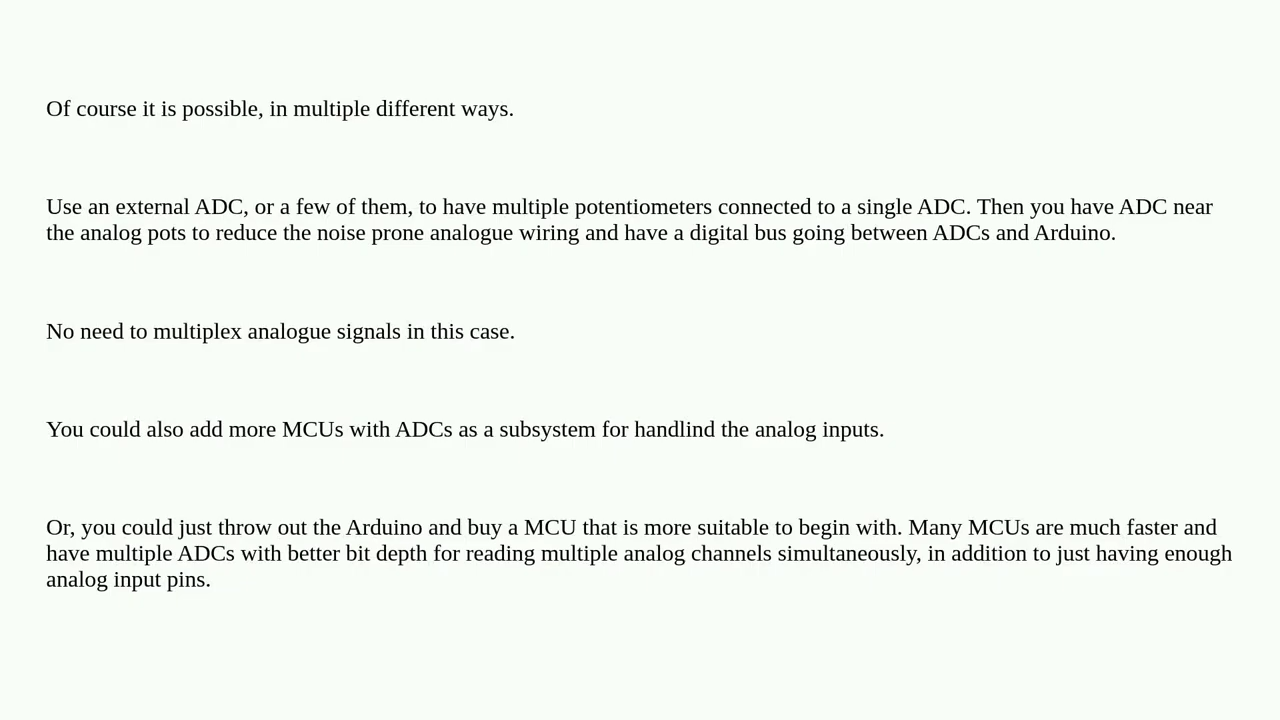 Of course it is possible, in multiple different ways.
Use an external ADC, or a few of them, to have multiple potentiometers connected to a single ADC. Then you have ADC near
the analog pots to reduce the noise prone analogue wiring and have a digital bus going between ADCs and Arduino.
No need to multiplex analogue signals in this case.
You could also add more MCUs with ADCs as a subsystem for handlind the analog inputs.
Or, you could just throw out the Arduino and buy a MCU that is more suitable to begin with. Many MCUs are much faster and
have multiple ADCs with better bit depth for reading multiple analog channels simultaneously, in addition to just having enough
analog input pins.